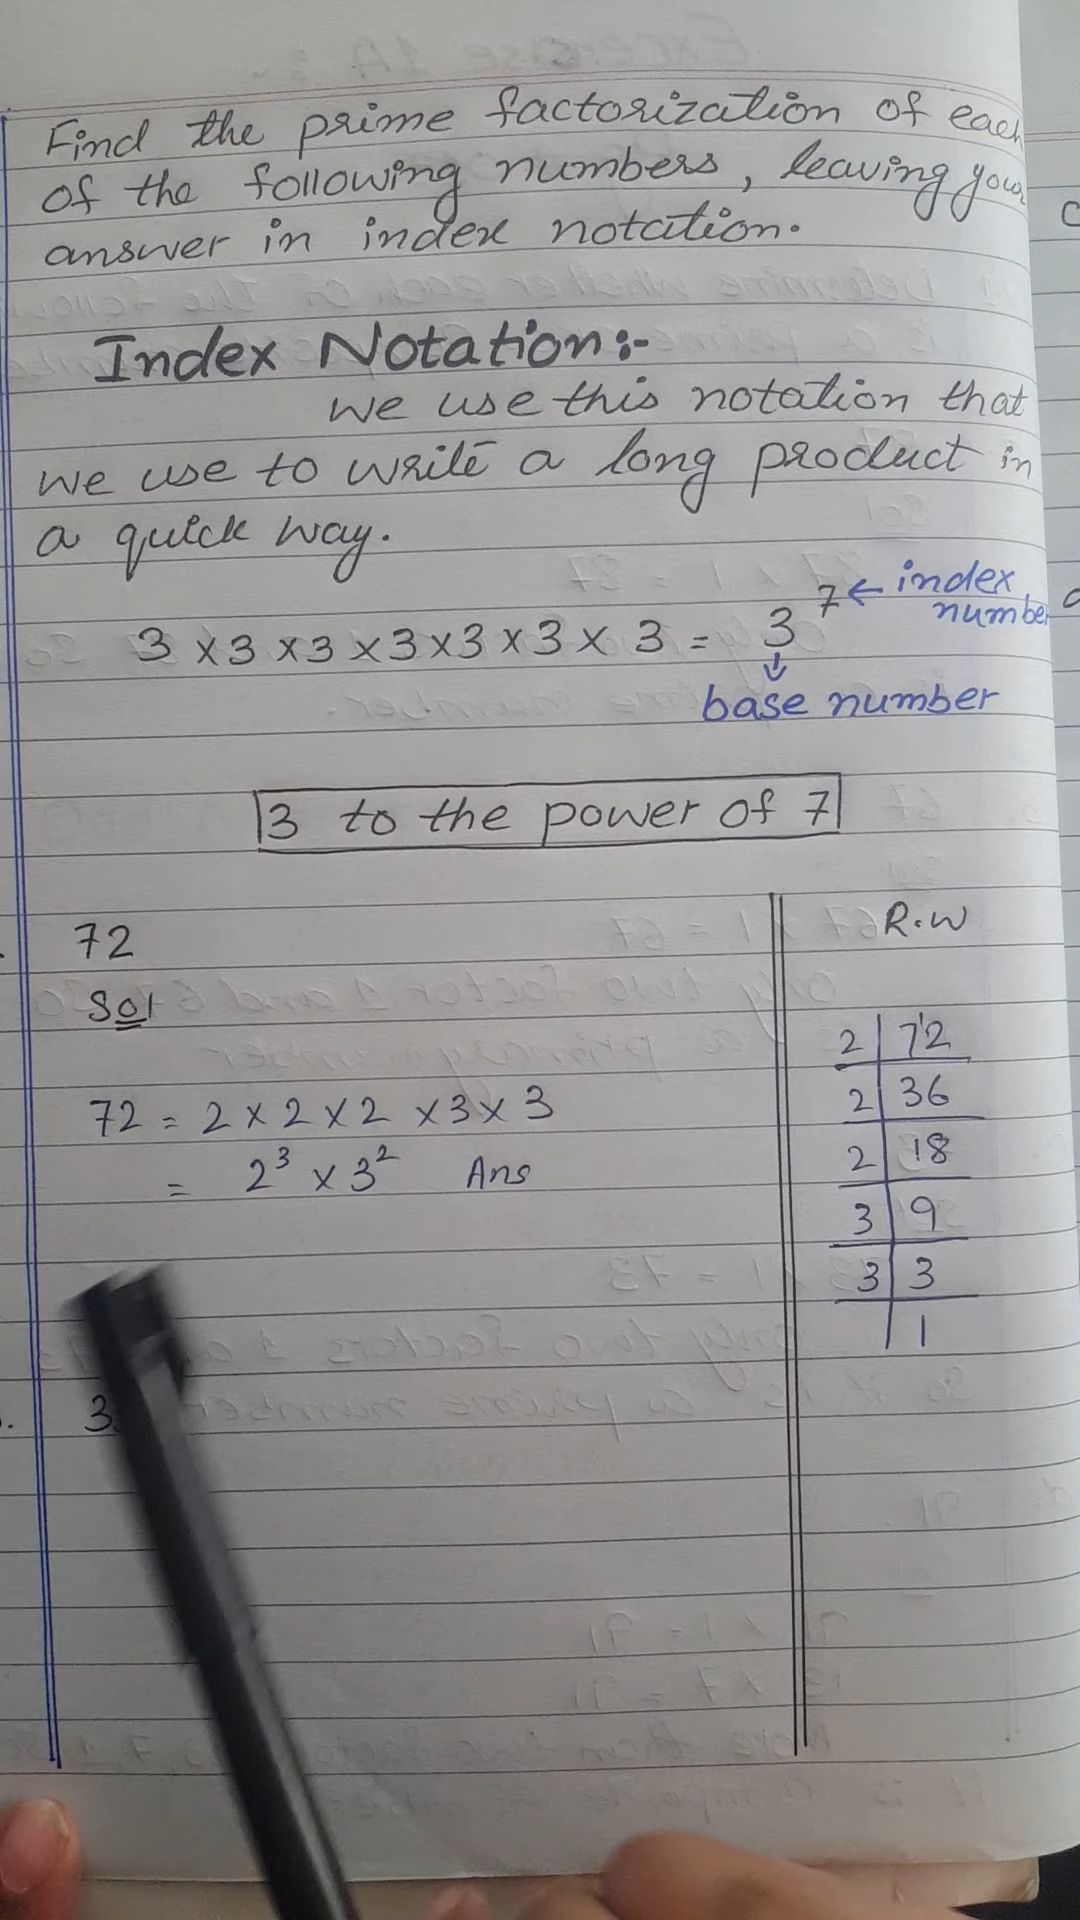 Find the prime factorization of each
of the following numbers, leaving your
answer in index notation.
Index Notation:-
we use this notation that
we use to write a long product in
a quick way.
3 × 3 × 3 × 3 × 3 × 3 × 3 = 3⁷ ← index number
↓
base number
3 to the power of 7
72
Sol
72 = 2 × 2 × 2 × 3 × 3
= 2³ × 3² Ans
R.W
2 | 72
2 | 36
2 | 18
3 | 9
3 | 3
| 1